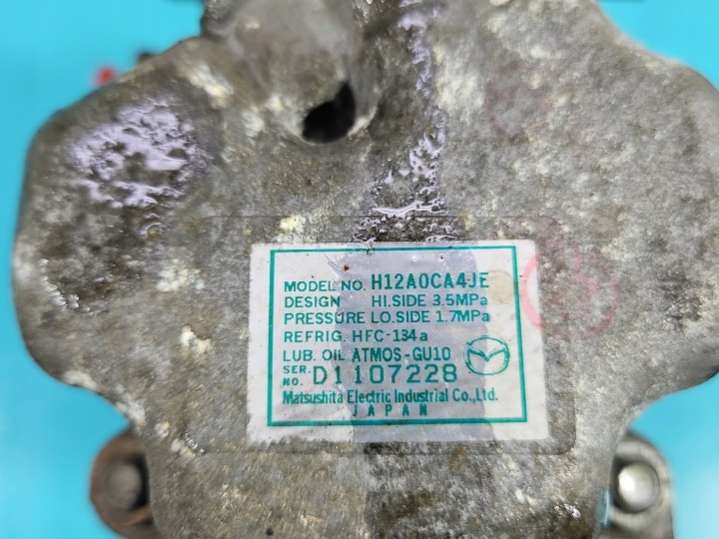 MODEL NO. H12A0CA4JE
DESIGN HI.SIDE 3.5MPa
PRESSURE LO.SIDE 1.7MPa
REFRIG. HFC-134a
LUB. OIL ATMOS-GU10
SER. NO. D1107228
Matsushita Electric Industrial Co., Ltd.
JAPAN